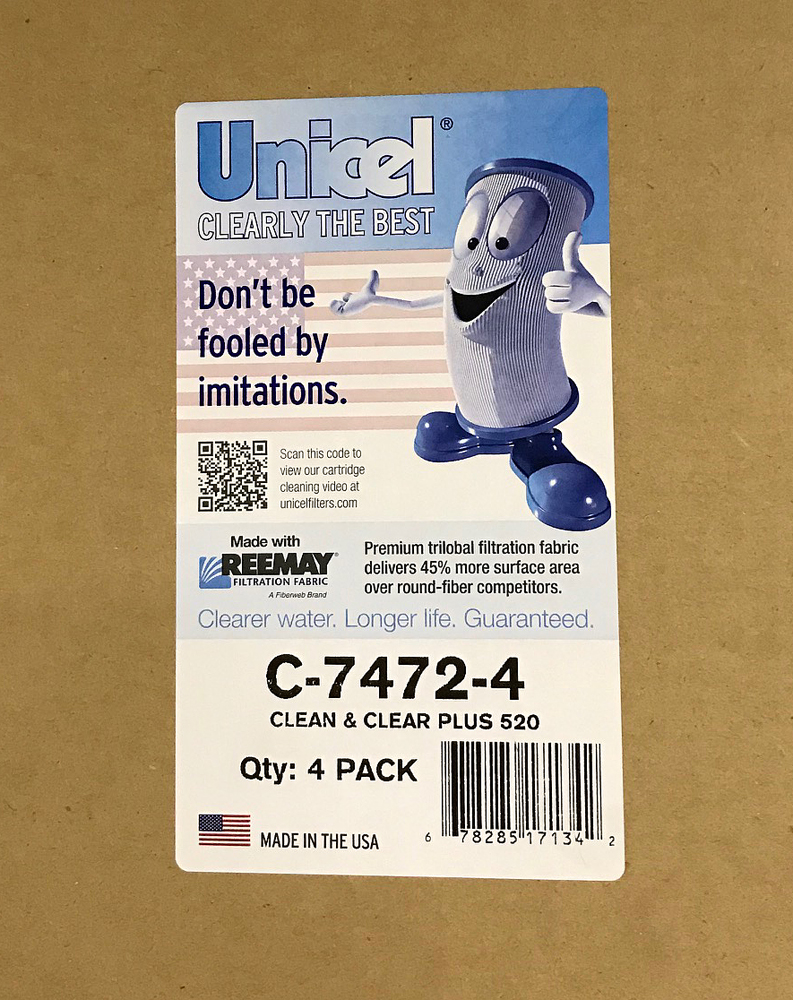 Unicel®
CLEARLY THE BEST
Don't be
fooled by
imitations.
Scan this code to
view our cartridge
cleaning video at
unicelfilters.com
Made with
REEMAY®
FILTRATION FABRIC
A Fiberweb Brand
Premium trilobal filtration fabric
delivers 45% more surface area
over round-fiber competitors.
Clearer water. Longer life. Guaranteed.
C-7472-4
CLEAN & CLEAR PLUS 520
Qty: 4 PACK
MADE IN THE USA
6 78285 17134 2